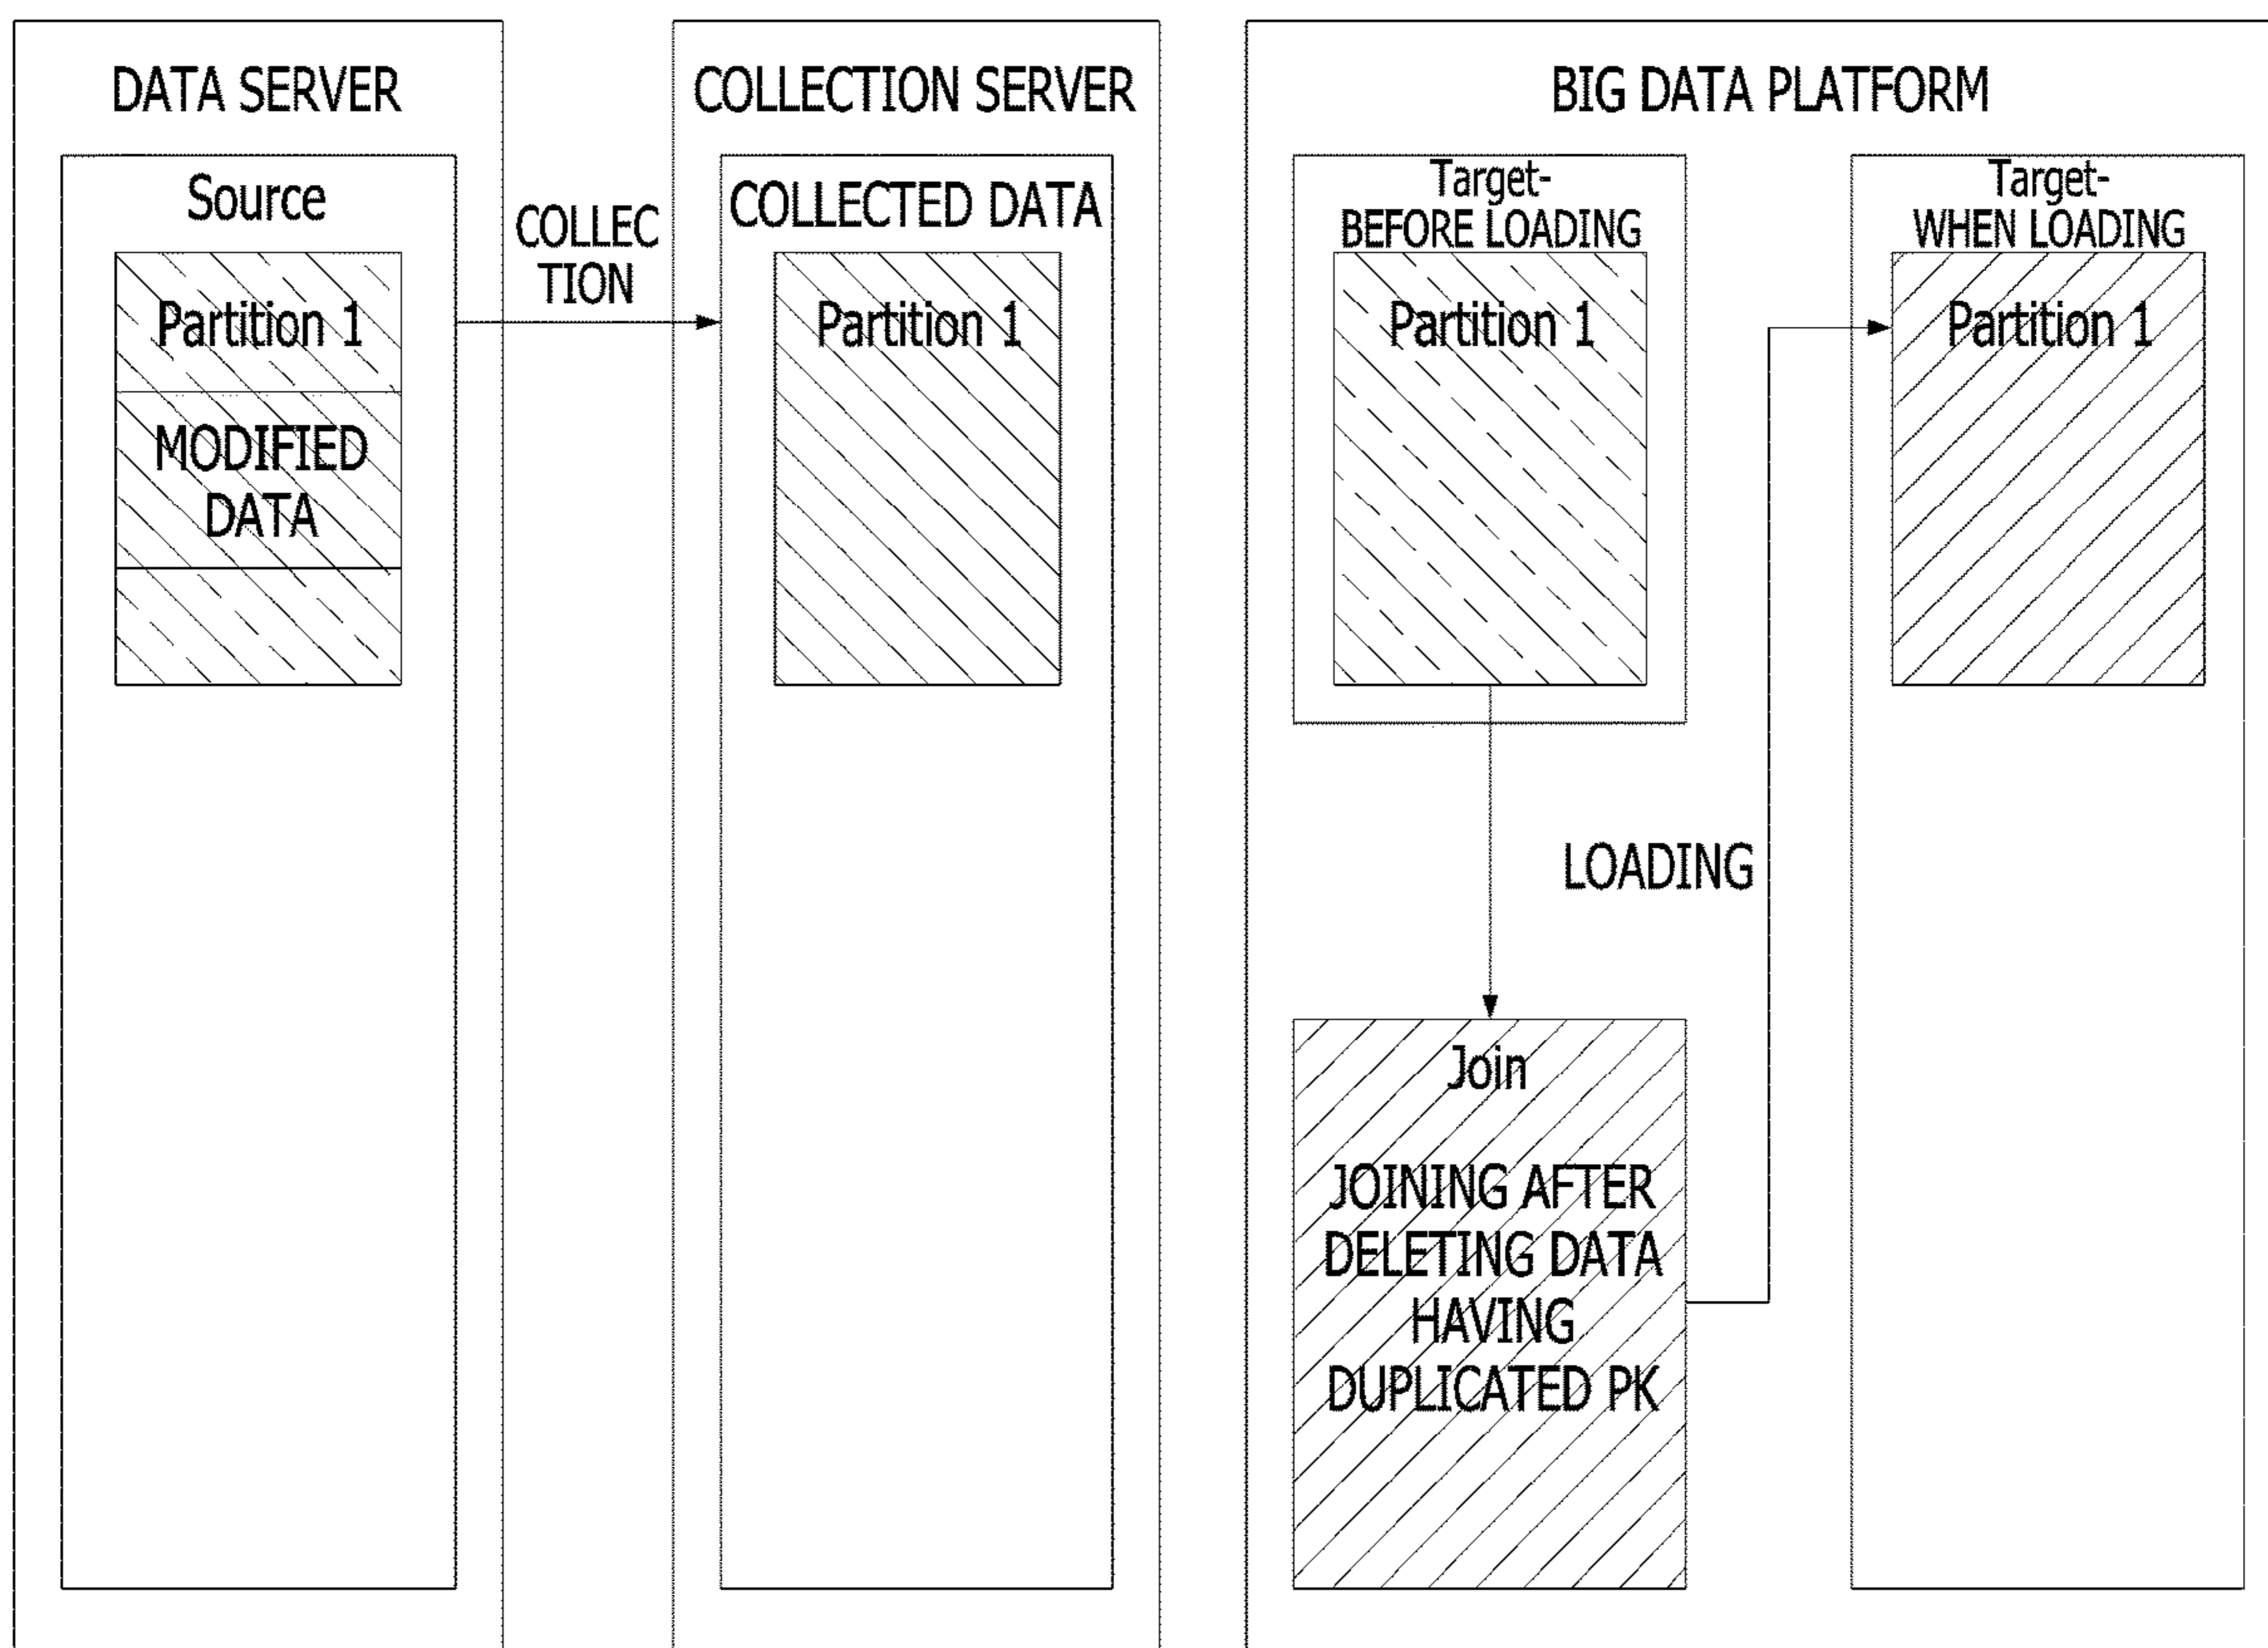 DATA SERVER
Source
Partition 1
MODIFIED
DATA
COLLEC
TION
COLLECTION SERVER
COLLECTED DATA
Partition 1
BIG DATA PLATFORM
Target-
BEFORE LOADING
Partition 1
Target-
WHEN LOADING
Partition 1
LOADING
Join
JOINING AFTER
DELETING DATA
HAVING
DUPLICATED PK